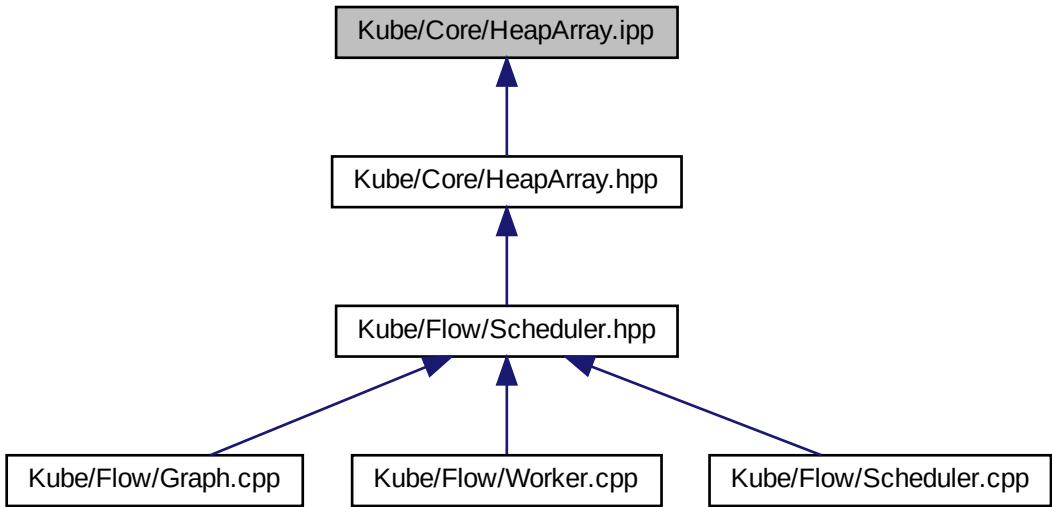 Kube/Core/HeapArray.ipp
Kube/Core/HeapArray.hpp
Kube/Flow/Scheduler.hpp
Kube/Flow/Graph.cpp
Kube/Flow/Worker.cpp
Kube/Flow/Scheduler.cpp